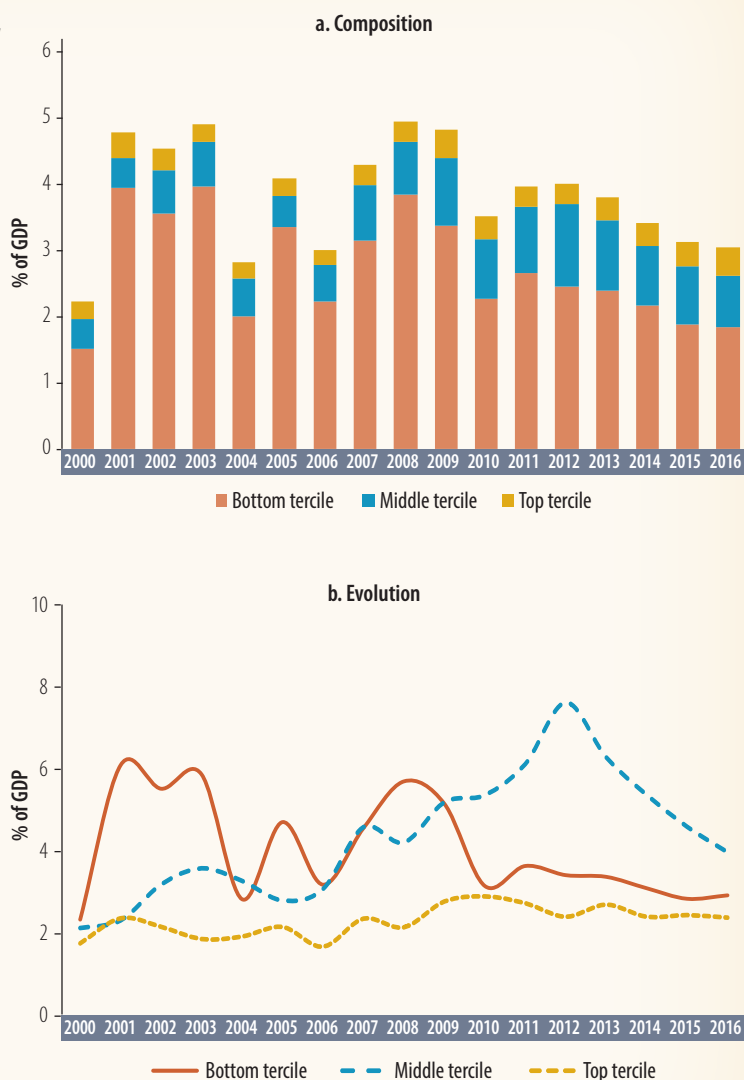 a. Composition
% of GDP
6
5
4
3
2
1
0
2000 2001 2002 2003 2004 2005 2006 2007 2008 2009 2010 2011 2012 2013 2014 2015 2016
Bottom tercile Middle tercile Top tercile
b. Evolution
% of GDP
10
8
6
4
2
0
2000 2001 2002 2003 2004 2005 2006 2007 2008 2009 2010 2011 2012 2013 2014 2015 2016
Bottom tercile Middle tercile Top tercile